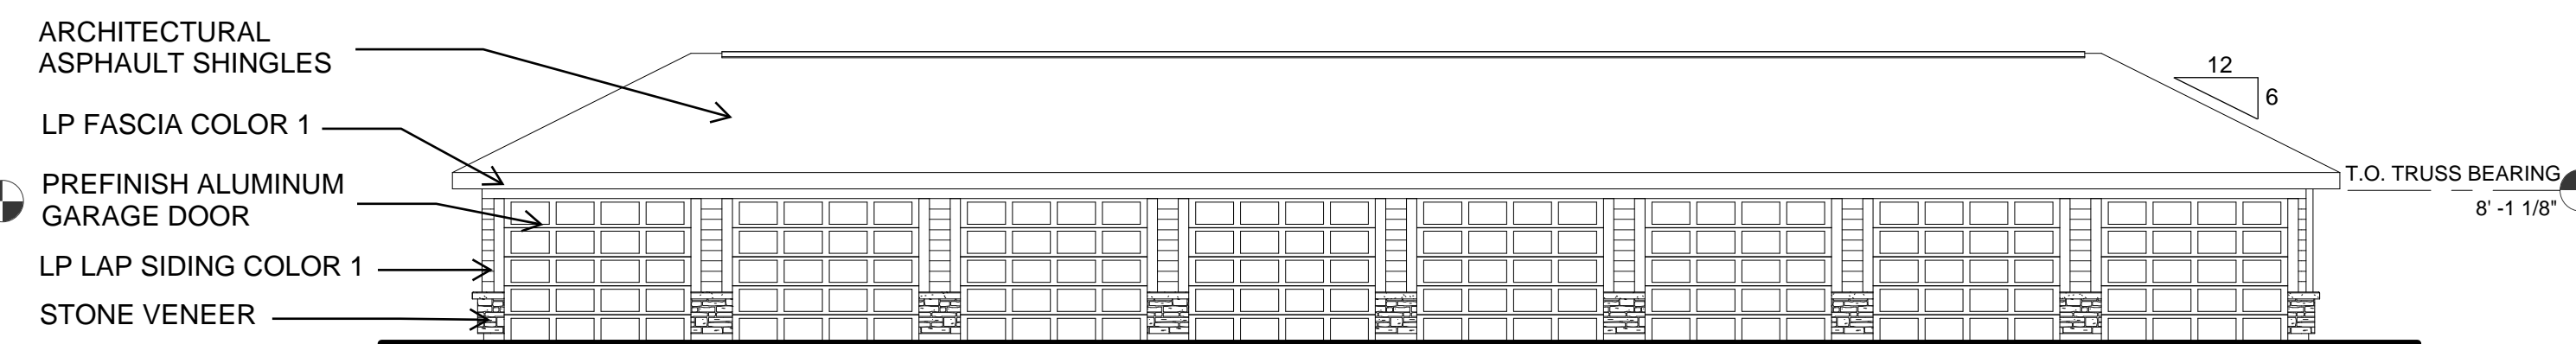 ARCHITECTURAL
ASPHAULT SHINGLES
LP FASCIA COLOR 1
PREFINISH ALUMINUM
GARAGE DOOR
LP LAP SIDING COLOR 1
STONE VENEER
12
6
T.O. TRUSS BEARING
8' -1 1/8"